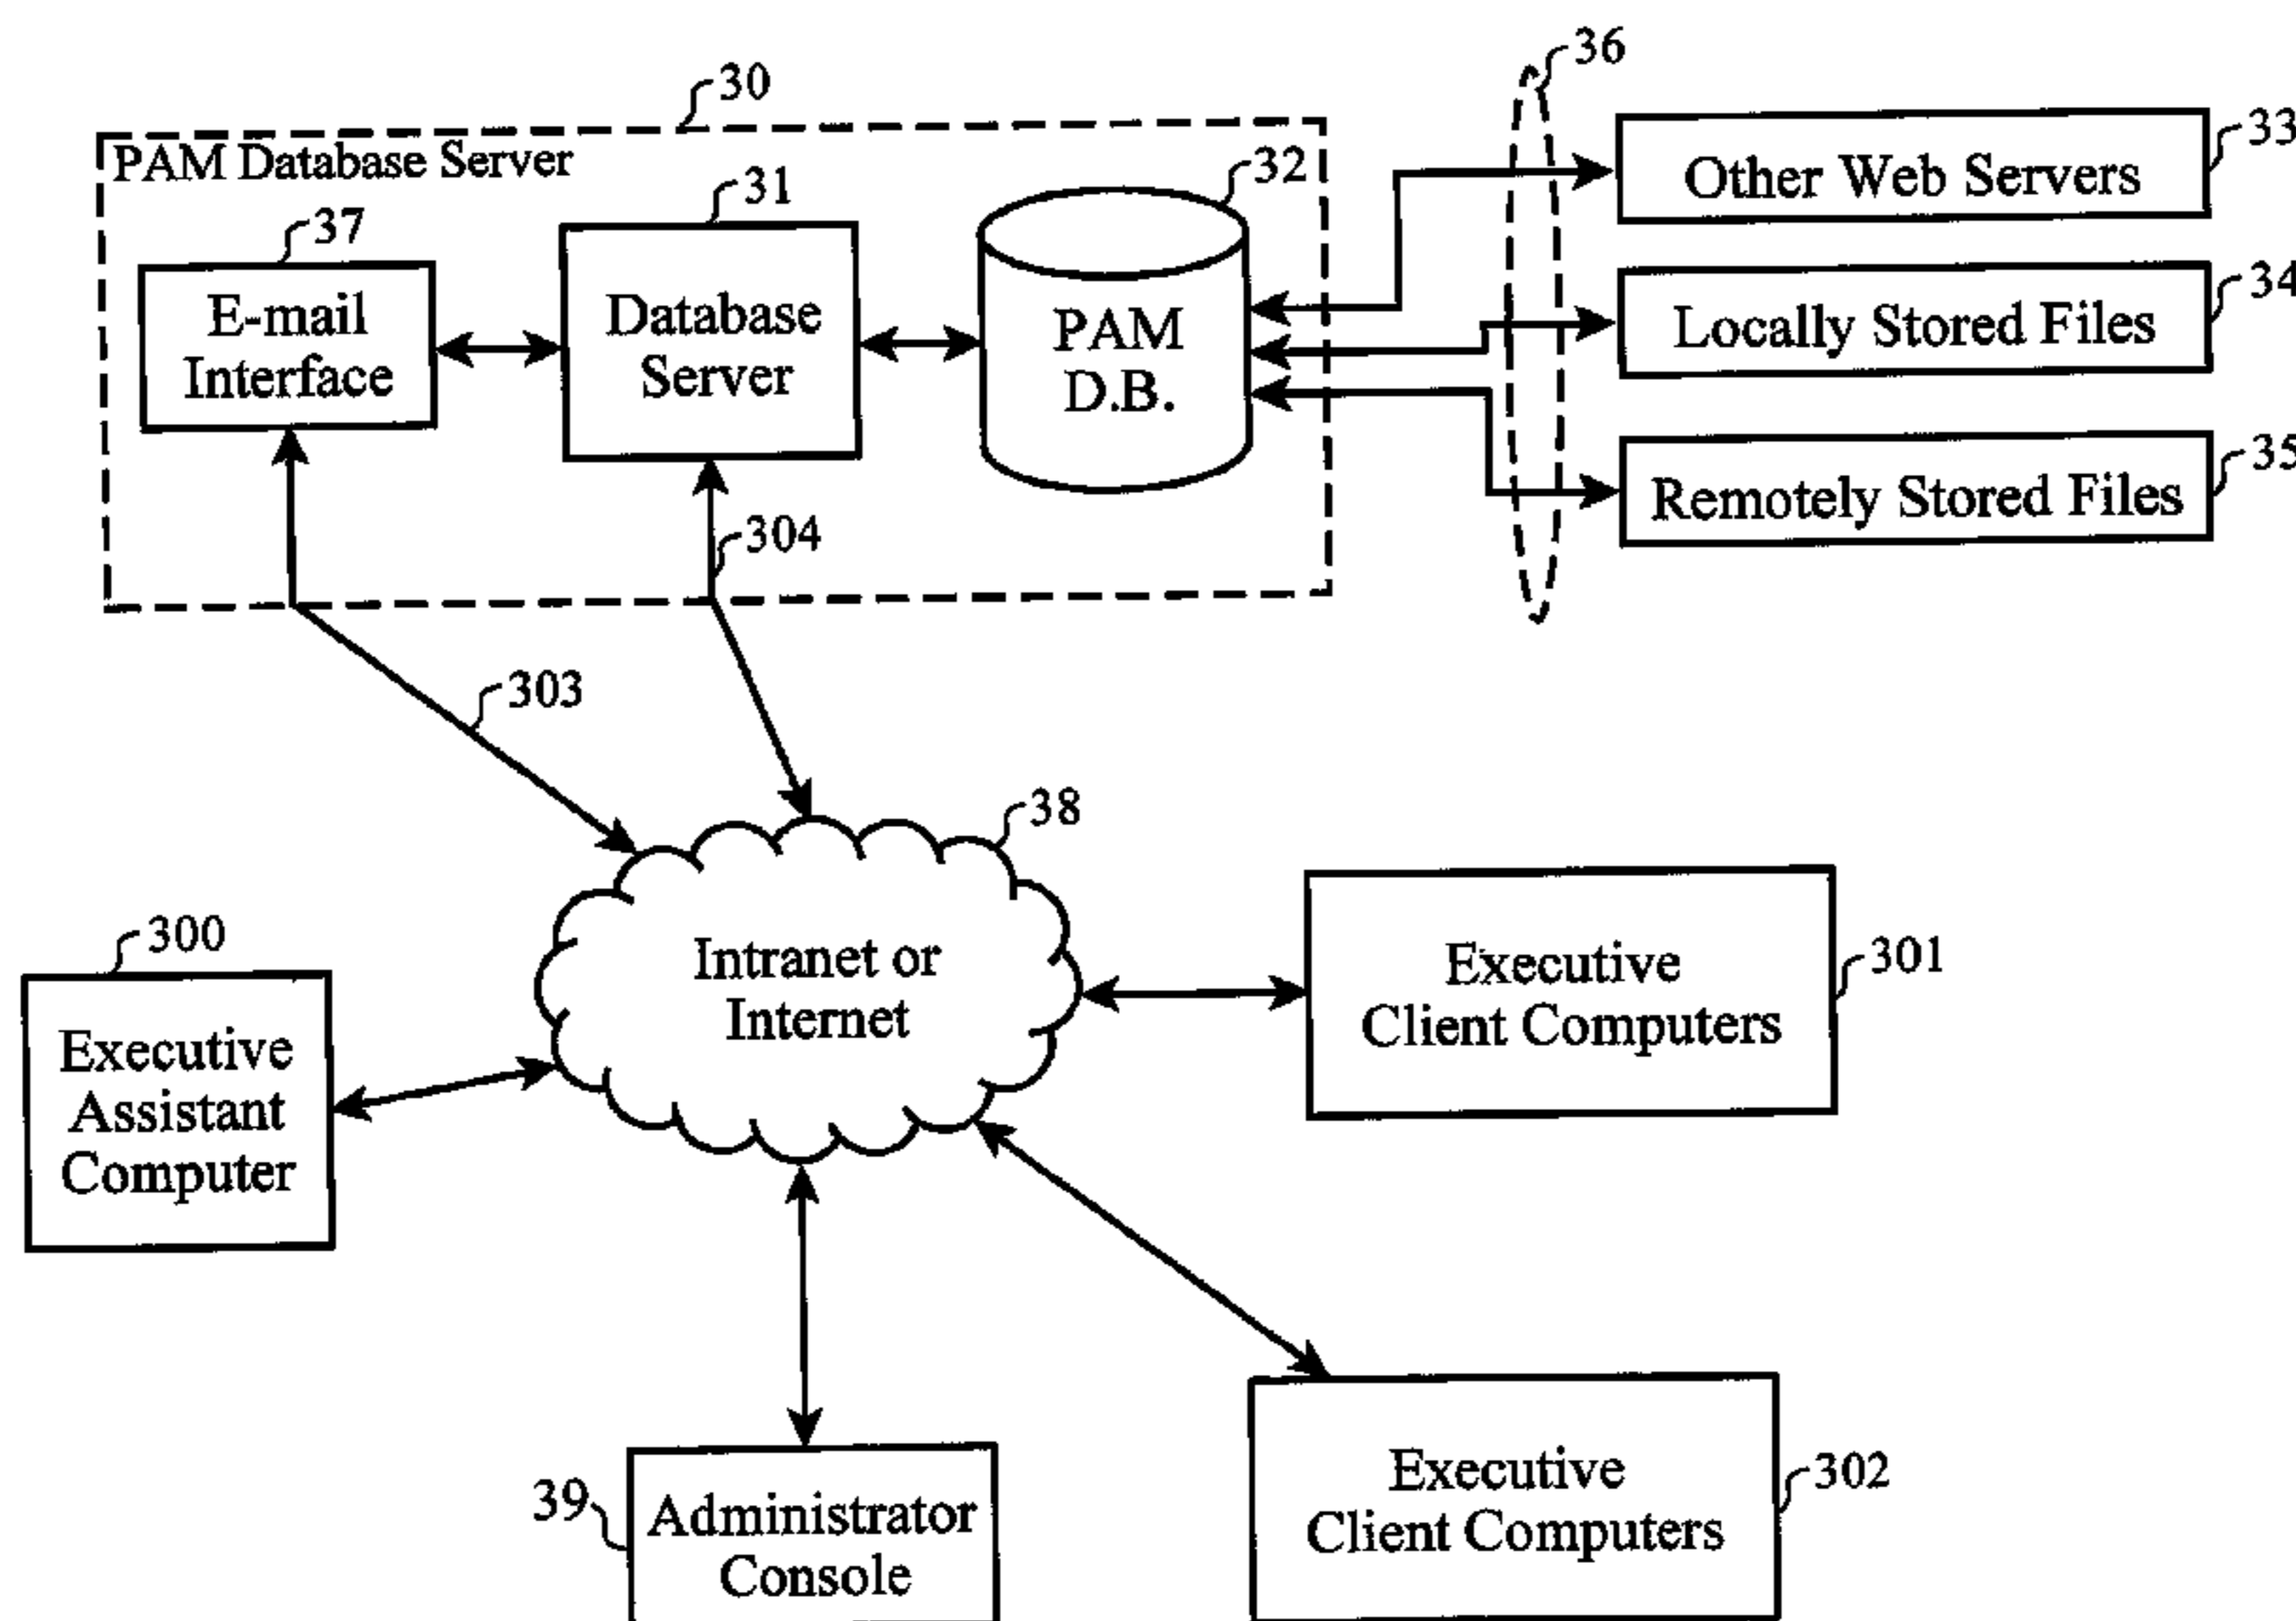 36
30
33
PAM Database Server
32
Other Web Servers
31
37
34
E-mail
Interface
Database
Server
PAM
D.B.
Locally Stored Files
35
Remotely Stored Files
304
303
38
300
301
Intranet or
Internet
Executive
Client Computers
Executive
Assistant
Computer
302
39
Administrator
Console
Executive
Client Computers